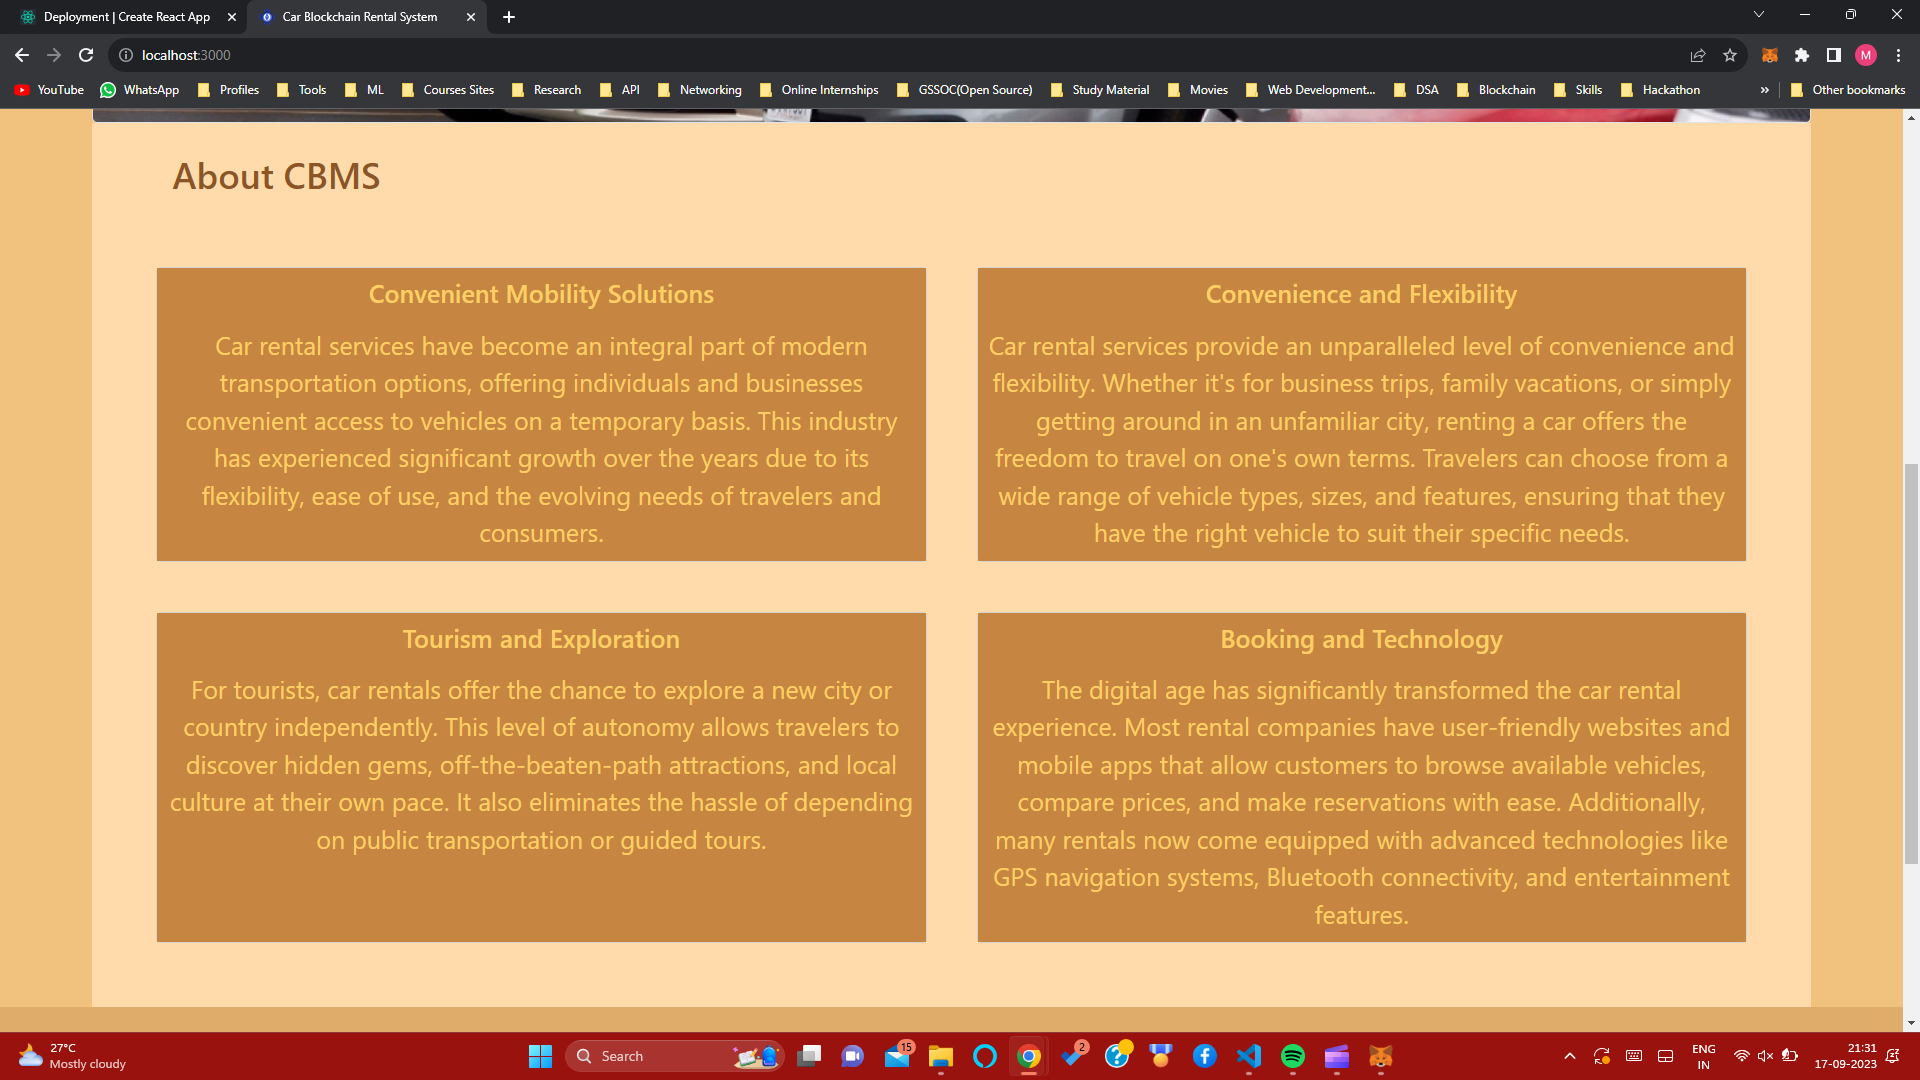 Deployment | Create React App
Car Blockchain Rental System
localhost:3000
M
YouTube
WhatsApp
Profiles
Tools
ML
Courses Sites
Research
API
Networking
Online Internships
GSSOC(Open Source)
Study Material
Movies
Web Development...
DSA
Blockchain
Skills
Hackathon
»
Other bookmarks
About CBMS
Convenient Mobility Solutions
Car rental services have become an integral part of modern
transportation options, offering individuals and businesses
convenient access to vehicles on a temporary basis. This industry
has experienced significant growth over the years due to its
flexibility, ease of use, and the evolving needs of travelers and
consumers.
Convenience and Flexibility
Car rental services provide an unparalleled level of convenience and
flexibility. Whether it's for business trips, family vacations, or simply
getting around in an unfamiliar city, renting a car offers the
freedom to travel on one's own terms. Travelers can choose from a
wide range of vehicle types, sizes, and features, ensuring that they
have the right vehicle to suit their specific needs.
Tourism and Exploration
For tourists, car rentals offer the chance to explore a new city or
country independently. This level of autonomy allows travelers to
discover hidden gems, off-the-beaten-path attractions, and local
culture at their own pace. It also eliminates the hassle of depending
on public transportation or guided tours.
Booking and Technology
The digital age has significantly transformed the car rental
experience. Most rental companies have user-friendly websites and
mobile apps that allow customers to browse available vehicles,
compare prices, and make reservations with ease. Additionally,
many rentals now come equipped with advanced technologies like
GPS navigation systems, Bluetooth connectivity, and entertainment
features.
27°C
Mostly cloudy
Search
15
2
ENG
IN
21:31
17-09-2023